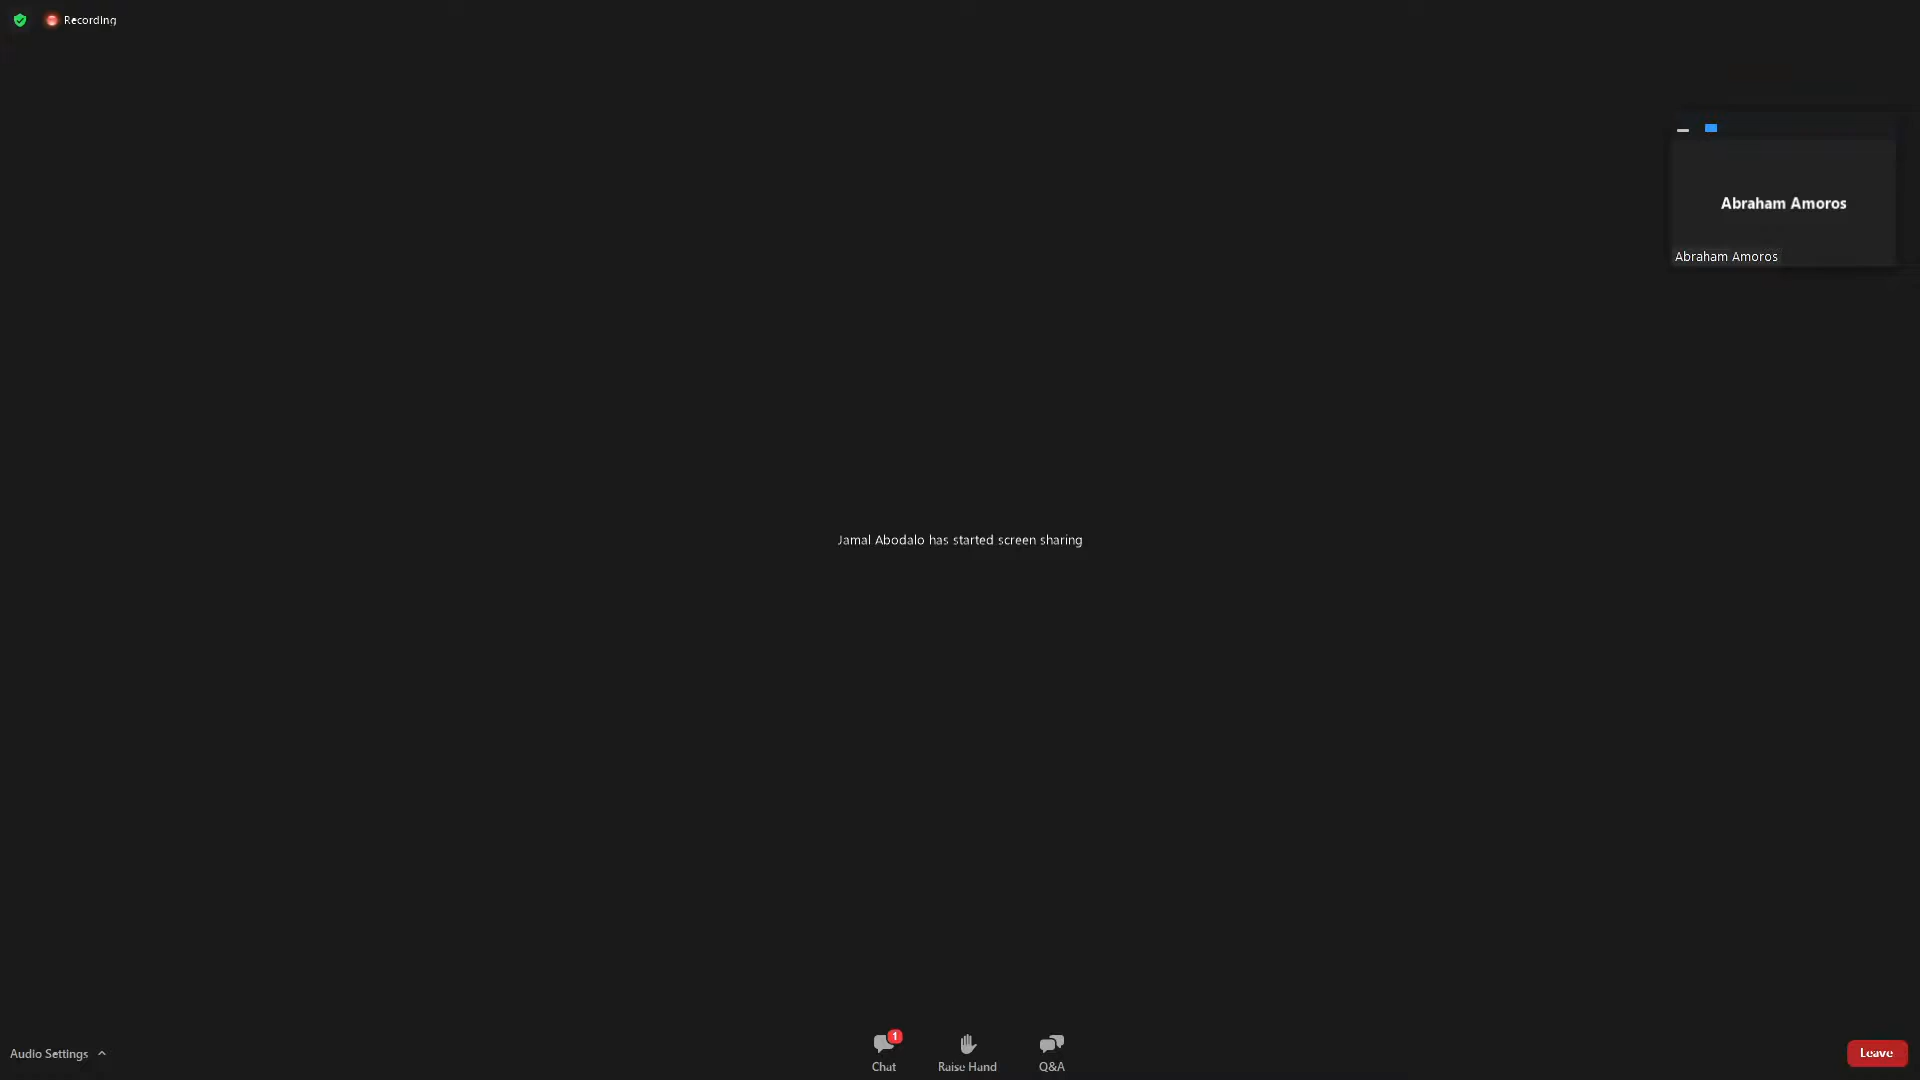 Recording
Abraham Amoros
Abraham Amoros
Jamal Abodalo has started screen sharing
Audio Settings
1
Chat
Raise Hand
Q&A
Leave